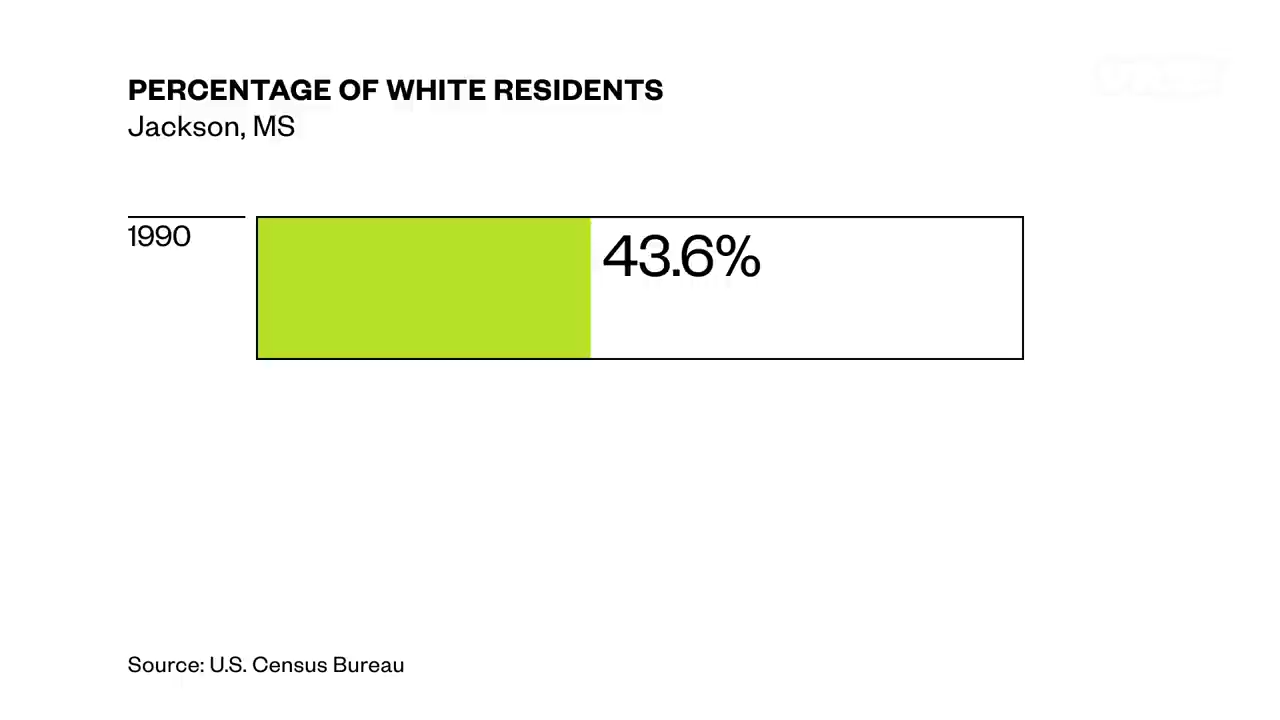 PERCENTAGE OF WHITE RESIDENTS
Jackson, MS
1990
43.6%
Source: U.S. Census Bureau